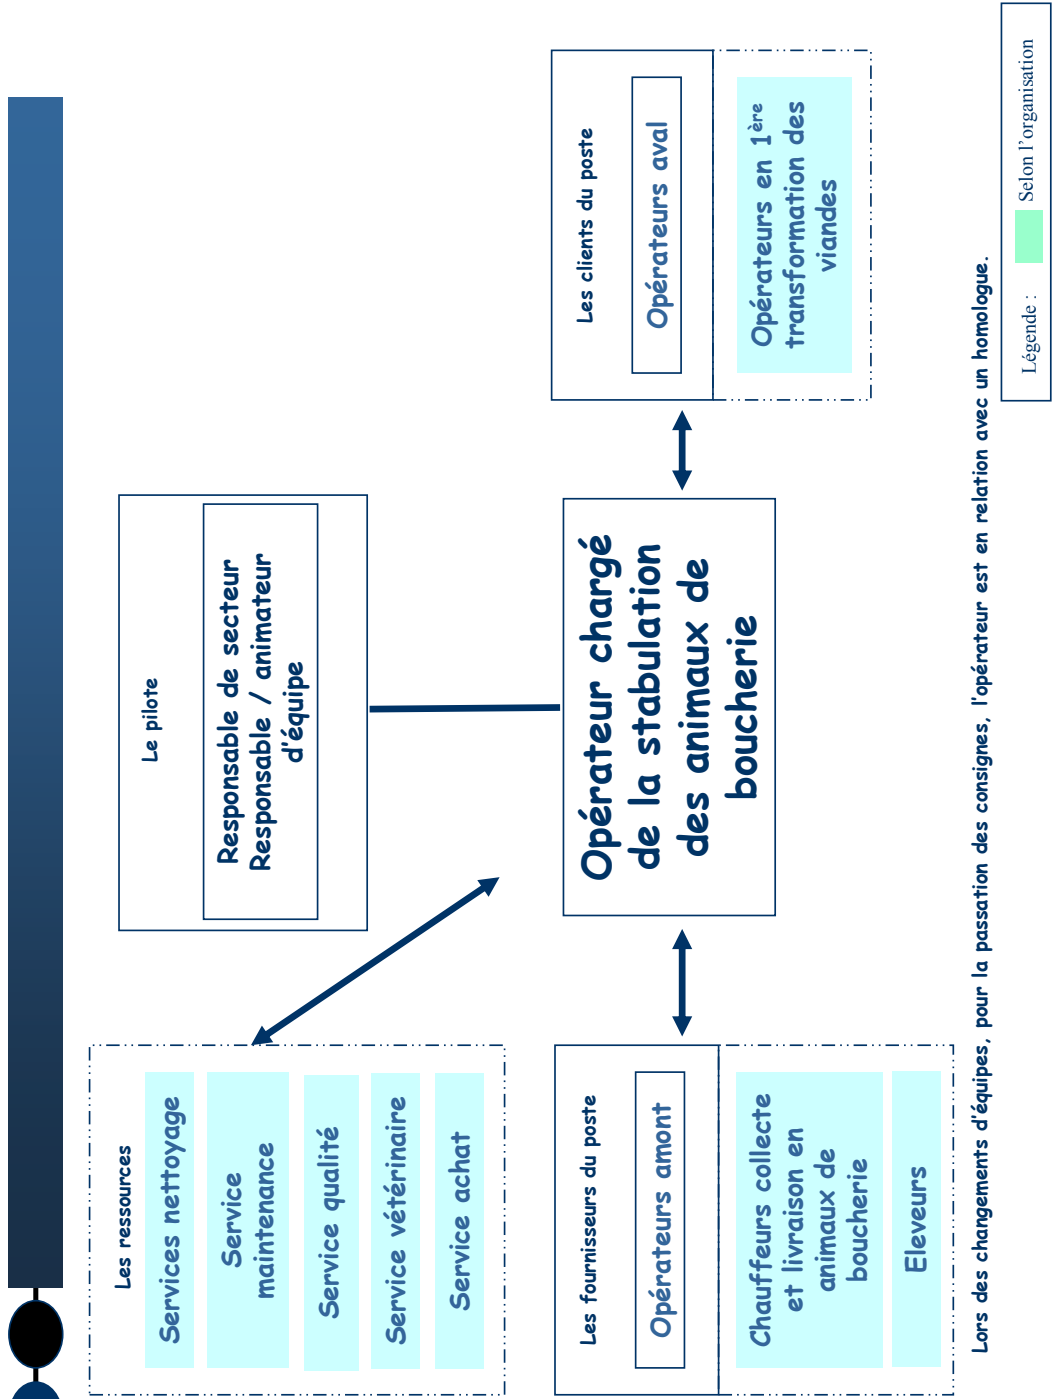 Les ressources
Services nettoyage
Service
maintenance
Service qualité
Service vétérinaire
Service achat
Le pilote
Responsable de secteur
Responsable / animateur
d'équipe
Les fournisseurs du poste
Opérateurs amont
Chauffeurs collecte
et livraison en
animaux de
boucherie
Eleveurs
Opérateur chargé
de la stabulation
des animaux de
boucherie
Les clients du poste
Opérateurs aval
Opérateurs en 1ère
transformation des
viandes
Lors des changements d'équipes, pour la passation des consignes, l'opérateur est en relation avec un homologue.
Légende : Selon l'organisation